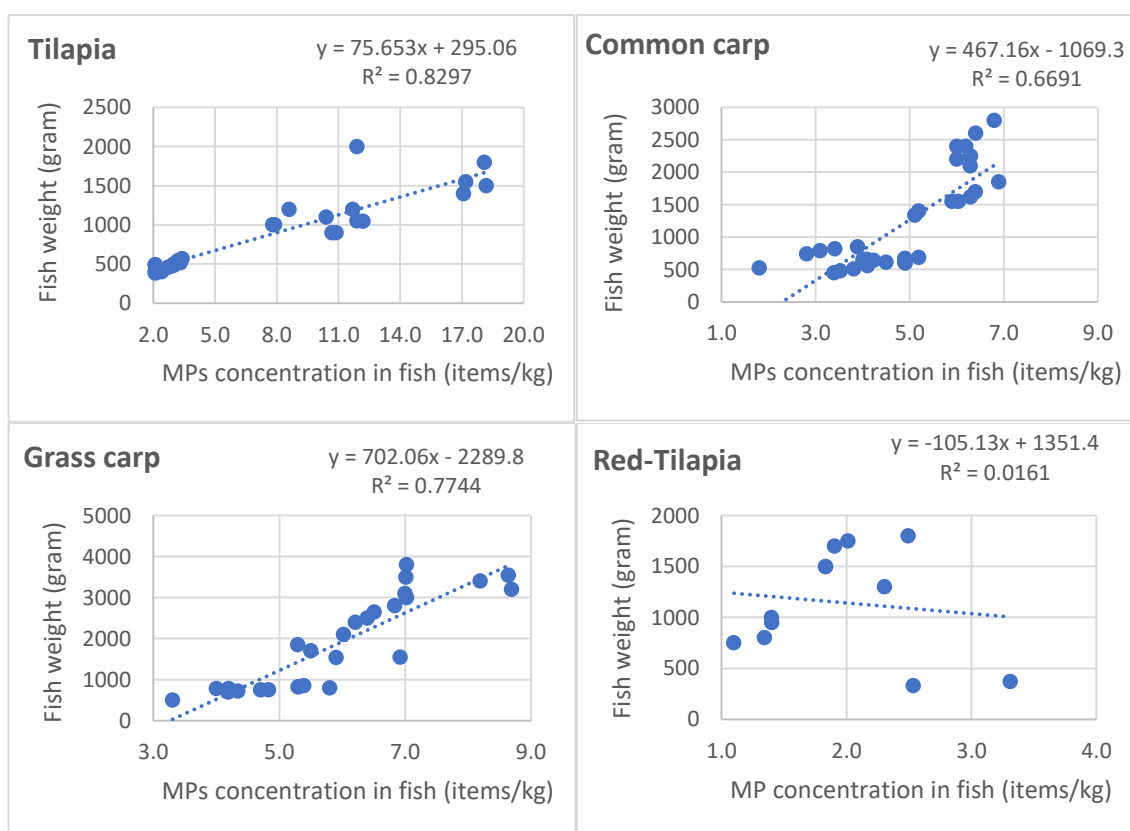 Tilapia
y = 75.653x + 295.06
R² = 0.8297
Fish weight (gram)
2500
2000
1500
1000
500
0
2.0 5.0 8.0 11.0 14.0 17.0 20.0
MPs concentration in fish (items/kg)
Common carp
y = 467.16x - 1069.3
R² = 0.6691
Fish weight (gram)
3000
2500
2000
1500
1000
500
0
1.0 3.0 5.0 7.0 9.0
MPs concentration in fish (items/kg)
Grass carp
y = 702.06x - 2289.8
R² = 0.7744
Fish weight (gram)
5000
4000
3000
2000
1000
0
3.0 5.0 7.0 9.0
MPs concentration in fish (items/kg)
Red-Tilapia
y = -105.13x + 1351.4
R² = 0.0161
Fish weight (gram)
2000
1500
1000
500
0
1.0 2.0 3.0 4.0
MP concentration in fish (items/kg)